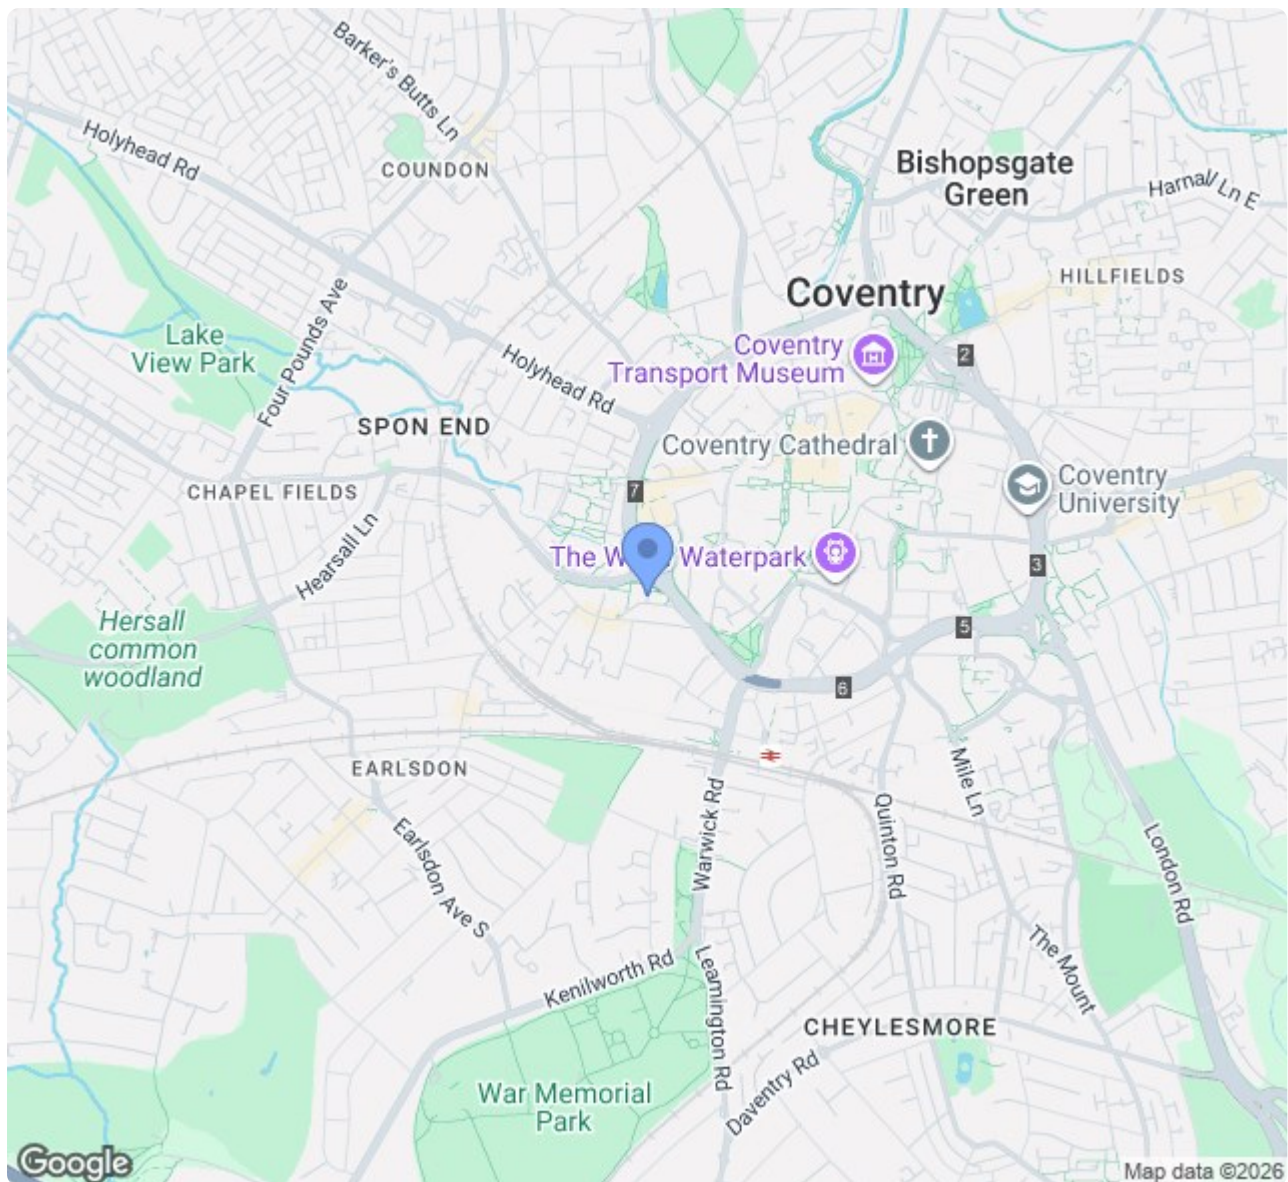 Barker's Butts Ln
Holyhead Rd
COUNDON
Bishopsgate
Green
Harnall Ln E
HILLFIELDS
Coventry
Lake
View Park
Four Pounds Ave
Coventry
Transport Museum
2
Holyhead Rd
SPON END
Coventry Cathedral
CHAPEL FIELDS
7
Coventry
University
Hearsall Ln
The W
Waterpark
3
Hersall
common
woodland
5
6
EARLSDON
Mile Ln
Warwick Rd
Quinton Rd
Earlsdon Ave S
London Rd
The Mount
Kenilworth Rd
Leamington Rd
CHEYLESMORE
Daventry Rd
War Memorial
Park
Google
Map data ©2026